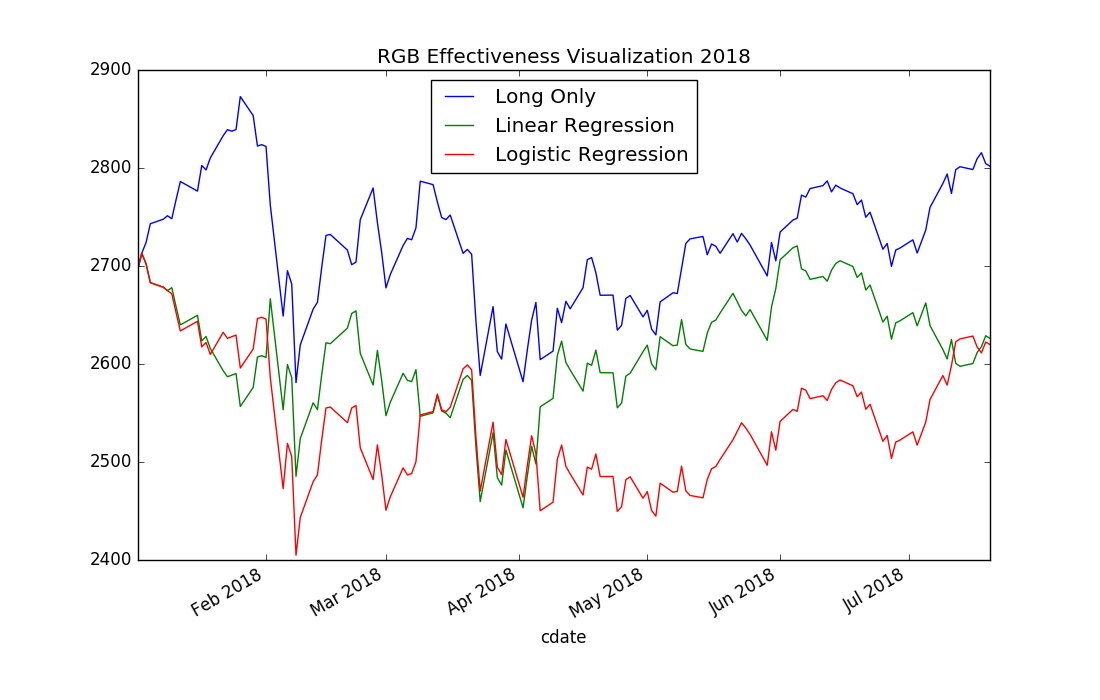 RGB Effectiveness Visualization 2018
2900
2800
2700
2600
2500
2400
Long Only
Linear Regression
Logistic Regression
Feb 2018
Mar 2018
Apr 2018
May 2018
Jun 2018
Jul 2018
cdate